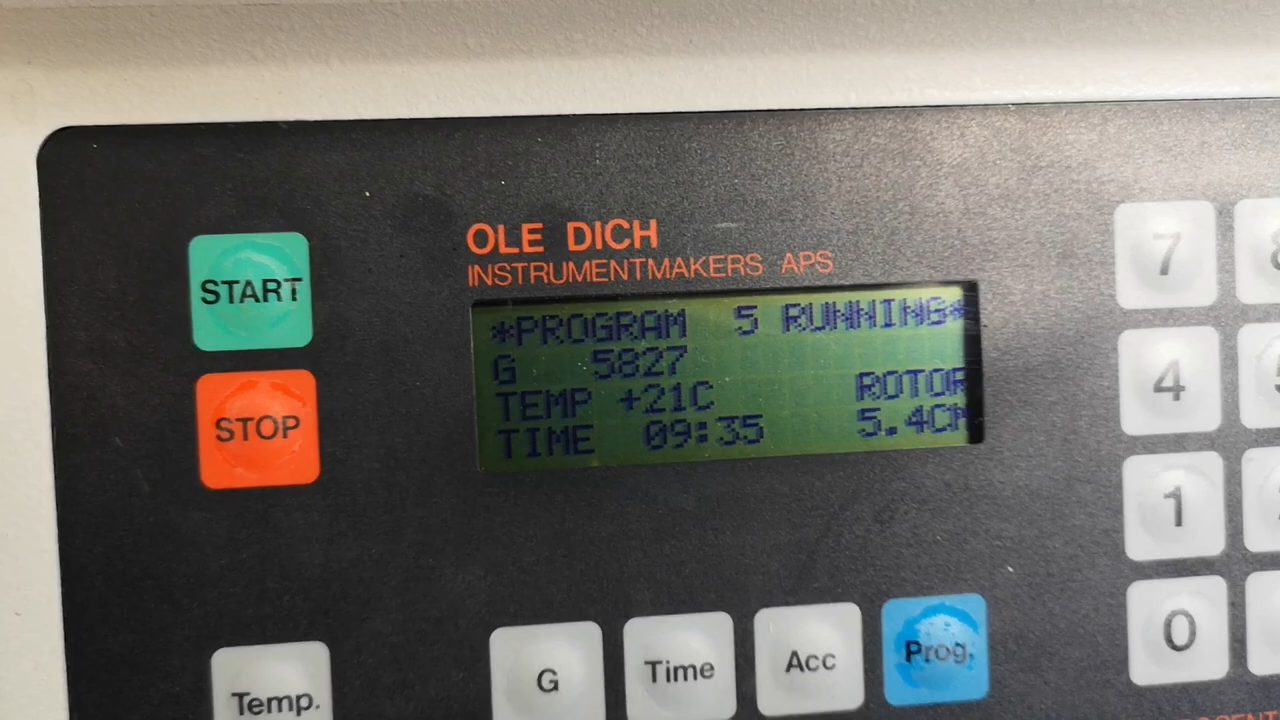 OLE DICH
INSTRUMENTMAKERS APS
*PROGRAM 5 RUNNING*
G 5827
TEMP +21C ROTOR
TIME 09:35 5.4CM
START
STOP
7
4
1
0
Temp.
G
Time
Acc
Prog.